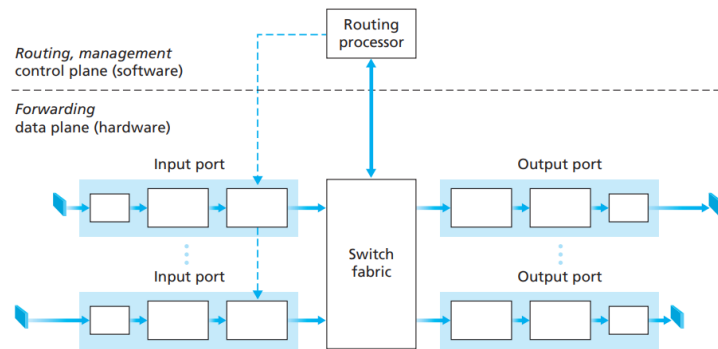 Routing
processor
Routing, management
control plane (software)
Forwarding
data plane (hardware)
Input port
Output port
Switch
fabric
Input port
Output port